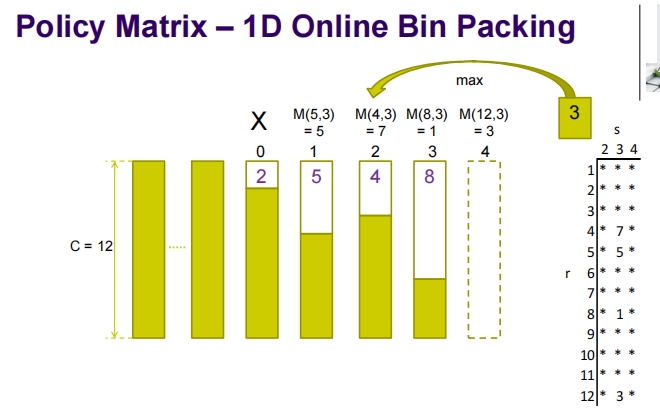 Policy Matrix – 1D Online Bin Packing
max
X M(5,3) M(4,3) M(8,3) M(12,3)
= 5 = 7 = 1 = 3
3
0 1 2 3 4
2 5 4 8
C = 12
.....
s
2 3 4
1 * * *
2 * * *
3 * * *
4 * 7 *
5 * 5 *
r 6 * * *
7 * * *
8 * 1 *
9 * * *
10 * * *
11 * * *
12 * 3 *